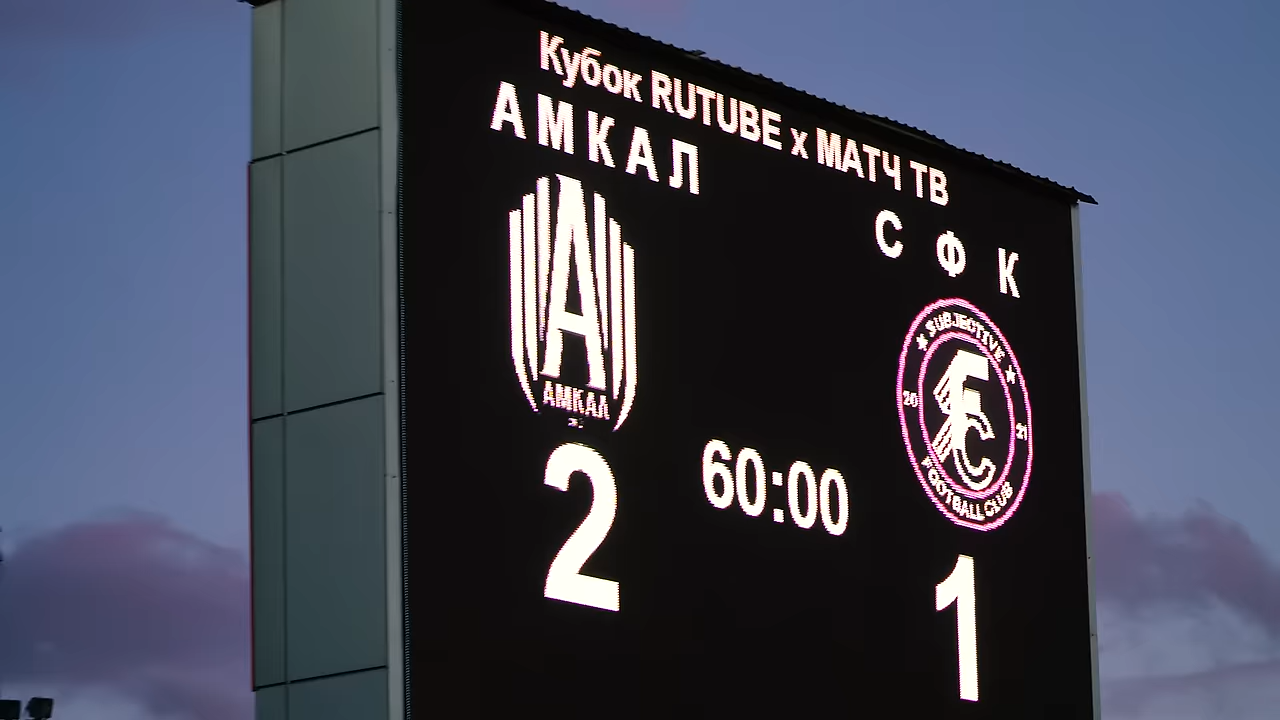 Кубок RUTUBE x МАТЧ ТВ
АМКАЛ
СФК
АМКАЛ
SUBJECTIVE
20 21
FOOTBALL CLUB
60:00
2
1